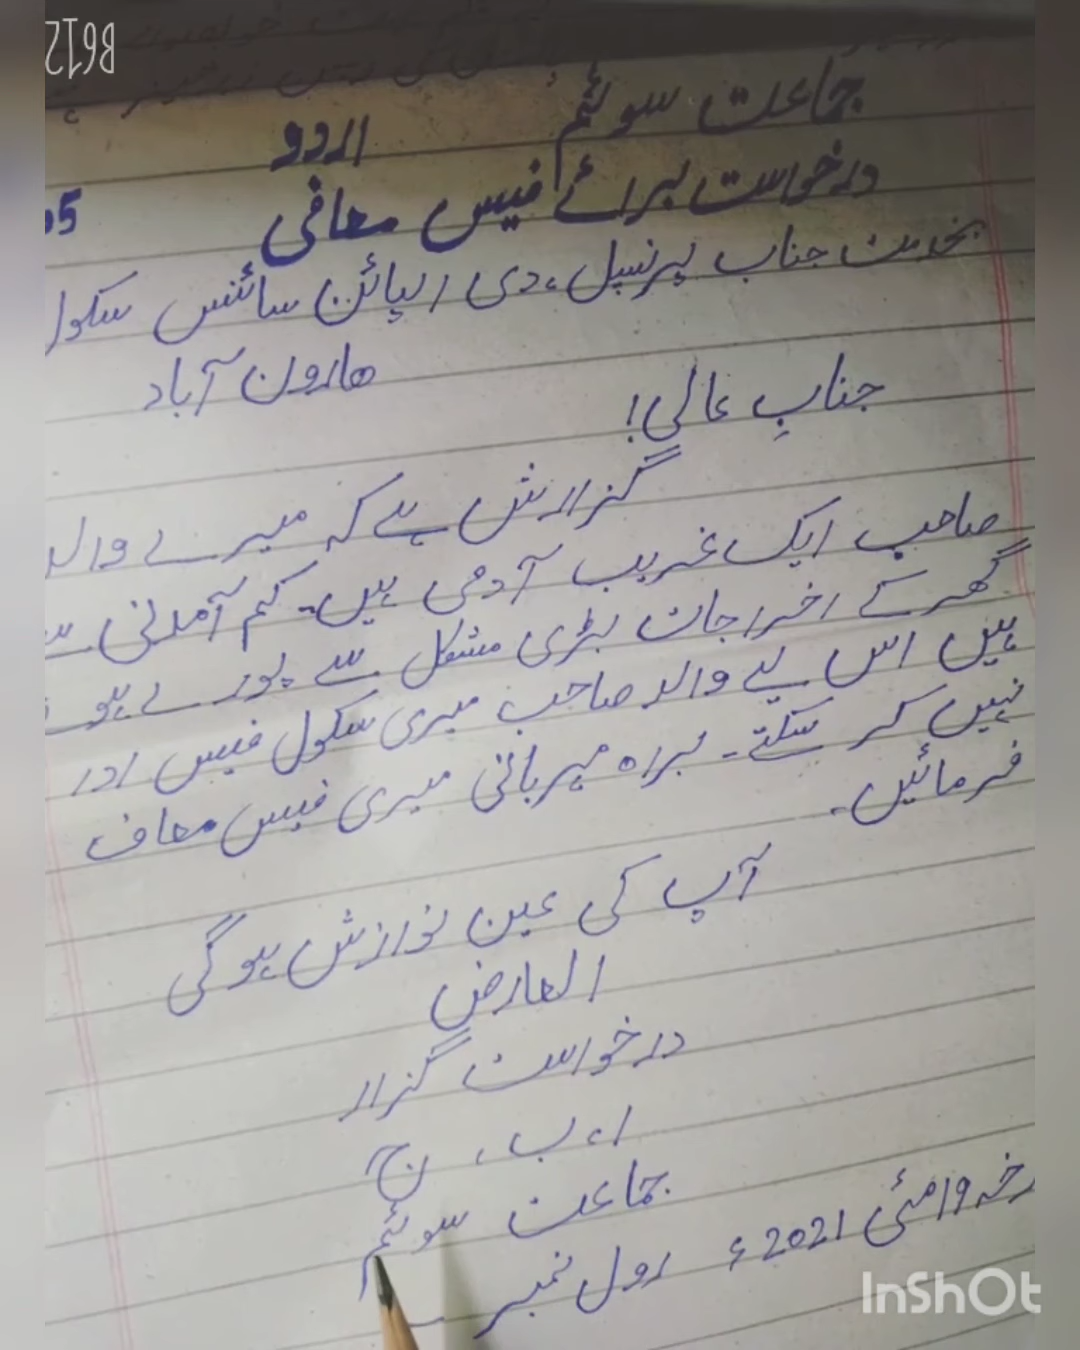 B612
جماعت سوئم اردو
درخواست برائے فیس معافی
05
بخدمت جناب پرنسپل، دی الپائن سائنس سکول
ھارون آباد
جنابِ عالی!
گزارش ہے کہ میرے والد
صاحب ایک غریب آدمی ہیں۔ کم آمدنی
گھر کے اخراجات بڑی مشکل سے پورے
ہیں اس لیے والد صاحب میری سکول فیس ادا
نہیں کر سکتے۔ براہ مہربانی میری فیس معاف
فرمائیں۔
آپ کی عین نوازش ہوگی
العارض
درخواست گزار
ا، ب، ج
جماعت سوئم
مئی 2021ء رول نمبر
InShOt